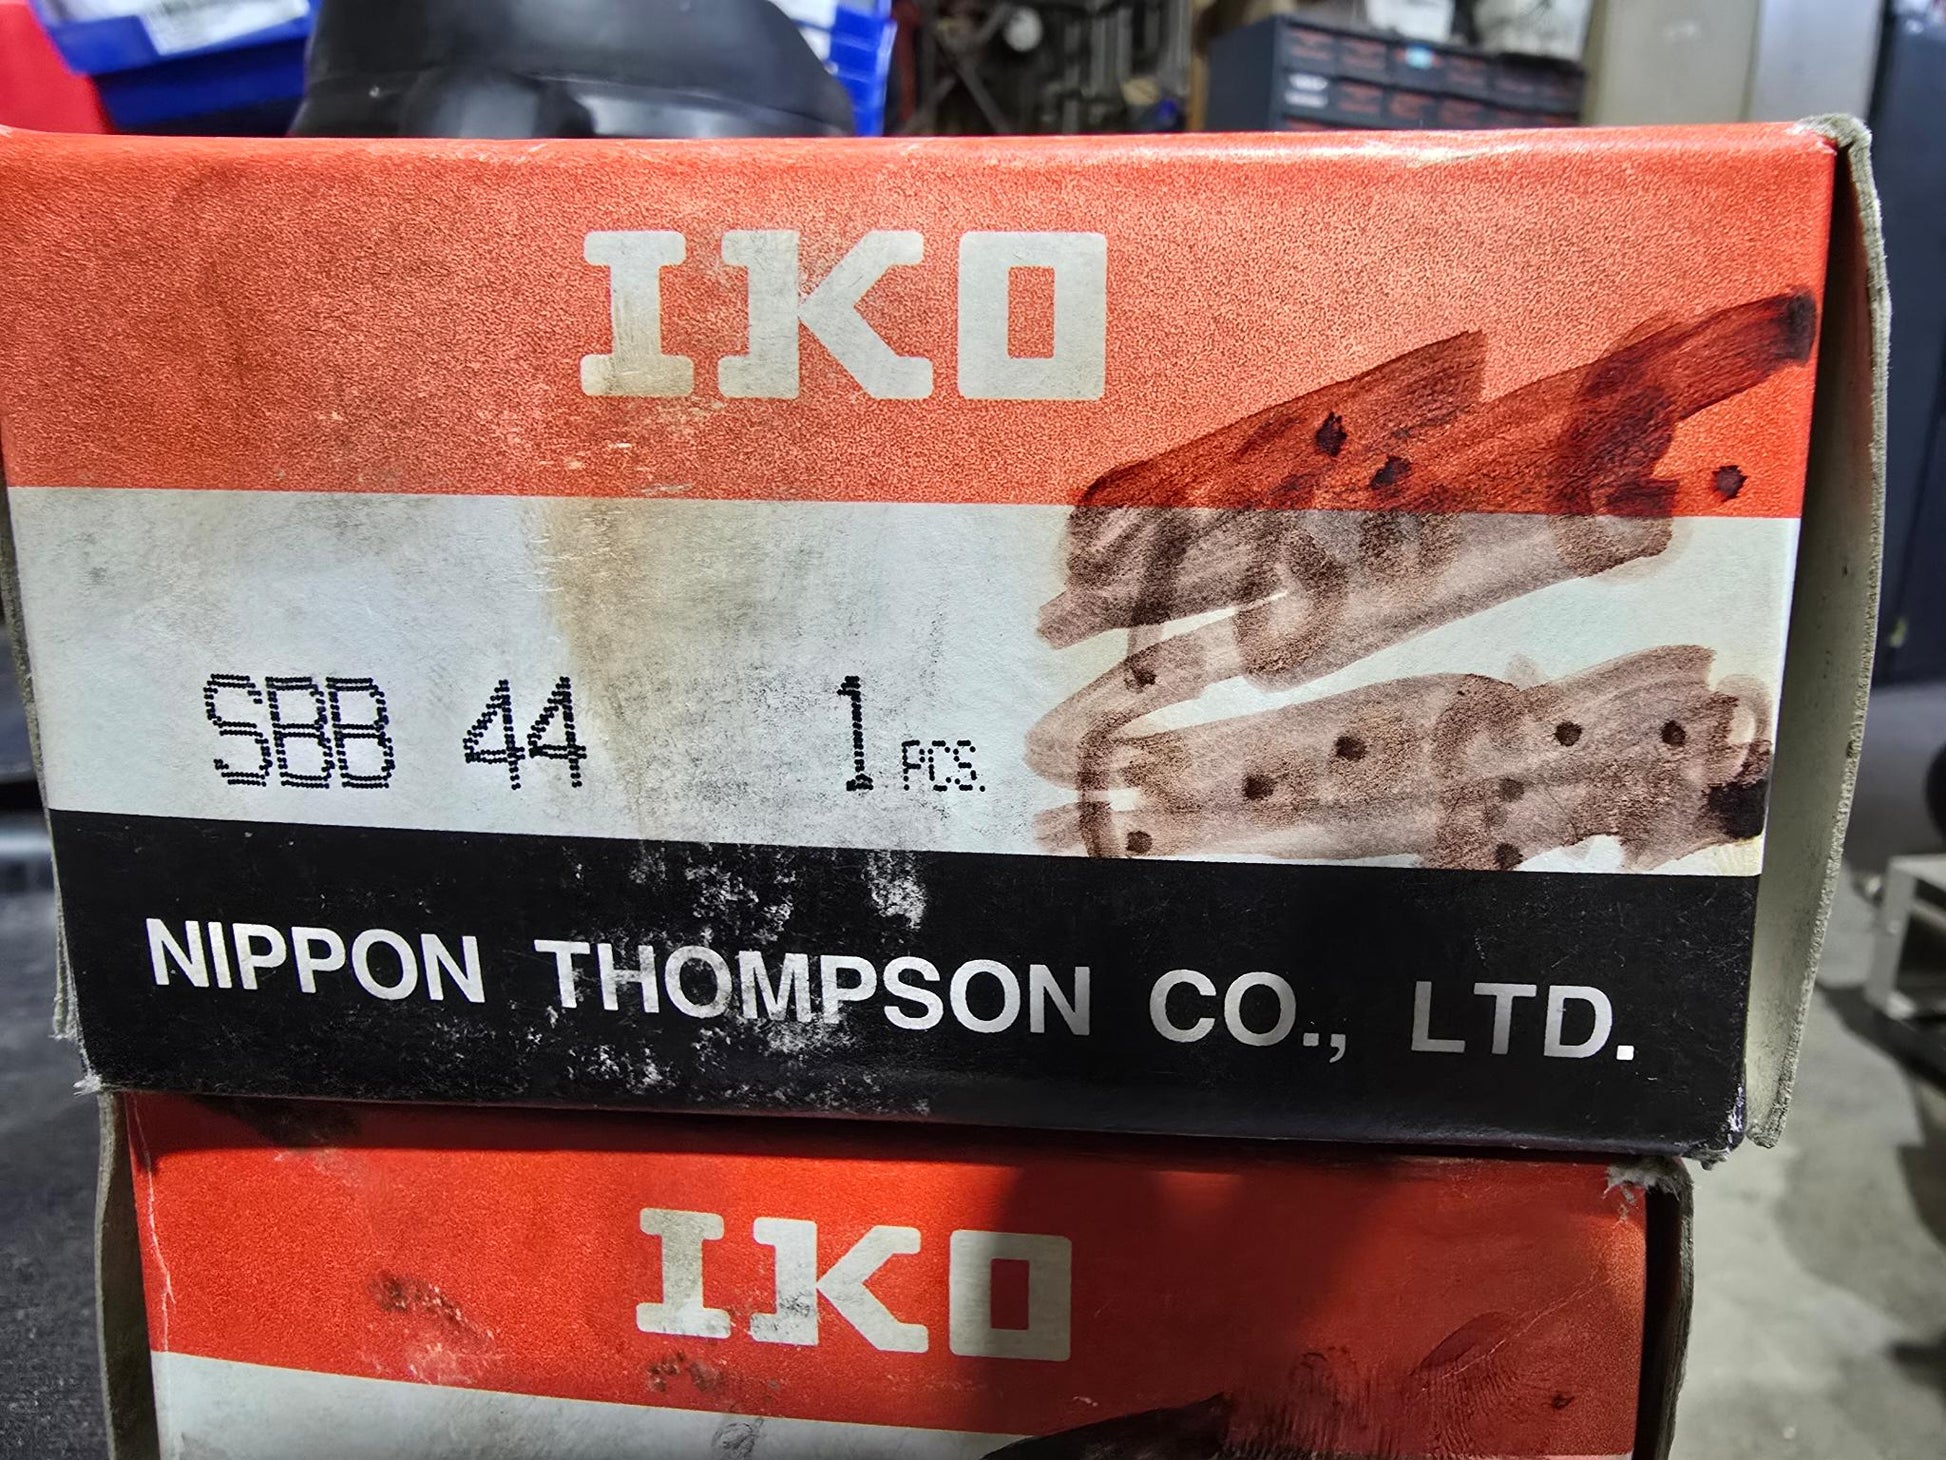 IKO
SBB 44 1 PCS.
NIPPON THOMPSON CO., LTD.
IKO